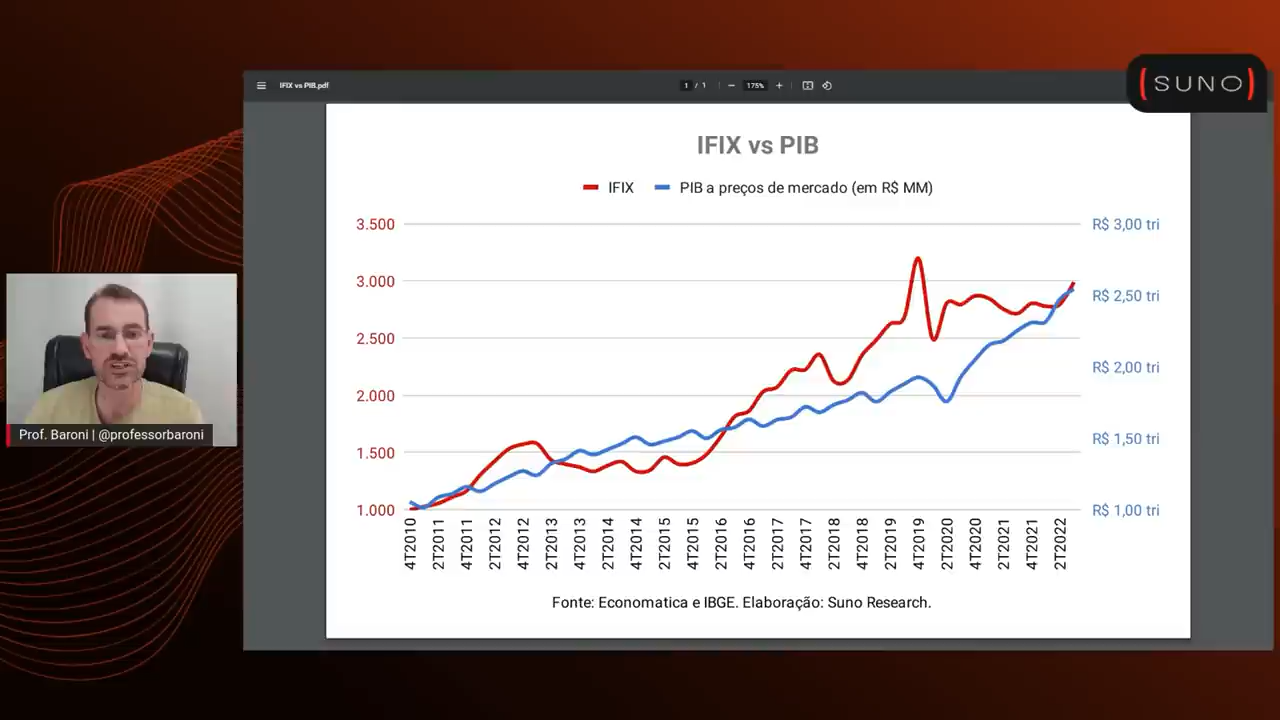 IFIX vs PIB.pdf
1 / 1
175%
(SUNO)
IFIX vs PIB
IFIX
PIB a preços de mercado (em R$ MM)
3.500
3.000
2.500
2.000
1.500
1.000
R$ 3,00 tri
R$ 2,50 tri
R$ 2,00 tri
R$ 1,50 tri
R$ 1,00 tri
4T2010
2T2011
4T2011
2T2012
4T2012
2T2013
4T2013
2T2014
4T2014
2T2015
4T2015
2T2016
4T2016
2T2017
4T2017
2T2018
4T2018
2T2019
4T2019
2T2020
4T2020
2T2021
4T2021
2T2022
Fonte: Economatica e IBGE. Elaboração: Suno Research.
Prof. Baroni | @professorbaroni